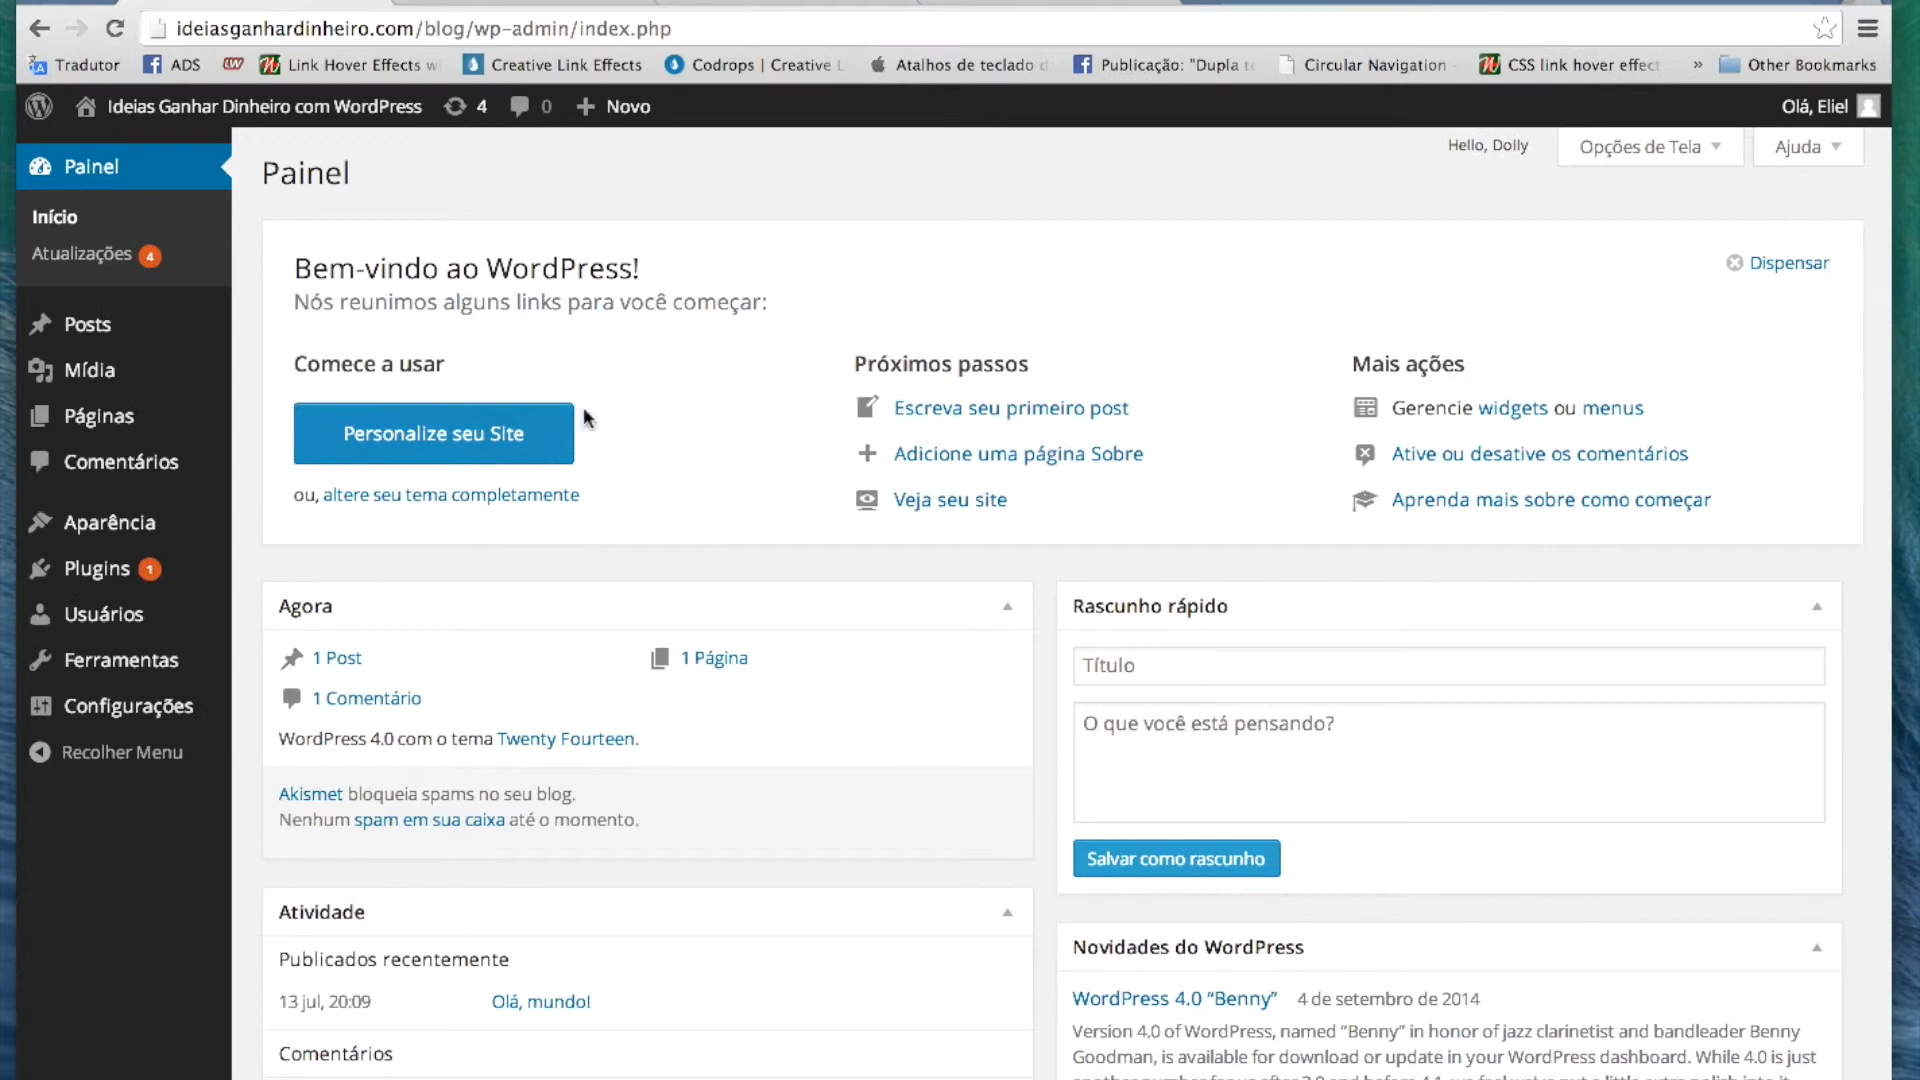 ideiasganhardinheiro.com/blog/wp-admin/index.php
Tradutor ADS Link Hover Effects Creative Link Effects Codrops | Creative Atalhos de teclado Publicação: "Dupla Circular Navigation CSS link hover effect » Other Bookmarks
Ideias Ganhar Dinheiro com WordPress 4 0 + Novo Olá, Eliel
Hello, Dolly Opções de Tela Ajuda
Painel
Início
Atualizações 4
Posts
Mídia
Páginas
Comentários
Aparência
Plugins 1
Usuários
Ferramentas
Configurações
Recolher Menu
Painel
Bem-vindo ao WordPress!
Dispensar
Nós reunimos alguns links para você começar:
Comece a usar
Personalize seu Site
ou, altere seu tema completamente
Próximos passos
Escreva seu primeiro post
Adicione uma página Sobre
Veja seu site
Mais ações
Gerencie widgets ou menus
Ative ou desative os comentários
Aprenda mais sobre como começar
Agora
1 Post 1 Página
1 Comentário
WordPress 4.0 com o tema Twenty Fourteen.
Akismet bloqueia spams no seu blog.
Nenhum spam em sua caixa até o momento.
Atividade
Publicados recentemente
13 jul, 20:09 Olá, mundo!
Comentários
Rascunho rápido
Título
O que você está pensando?
Salvar como rascunho
Novidades do WordPress
WordPress 4.0 “Benny” 4 de setembro de 2014
Version 4.0 of WordPress, named “Benny” in honor of jazz clarinetist and bandleader Benny
Goodman, is available for download or update in your WordPress dashboard. While 4.0 is just